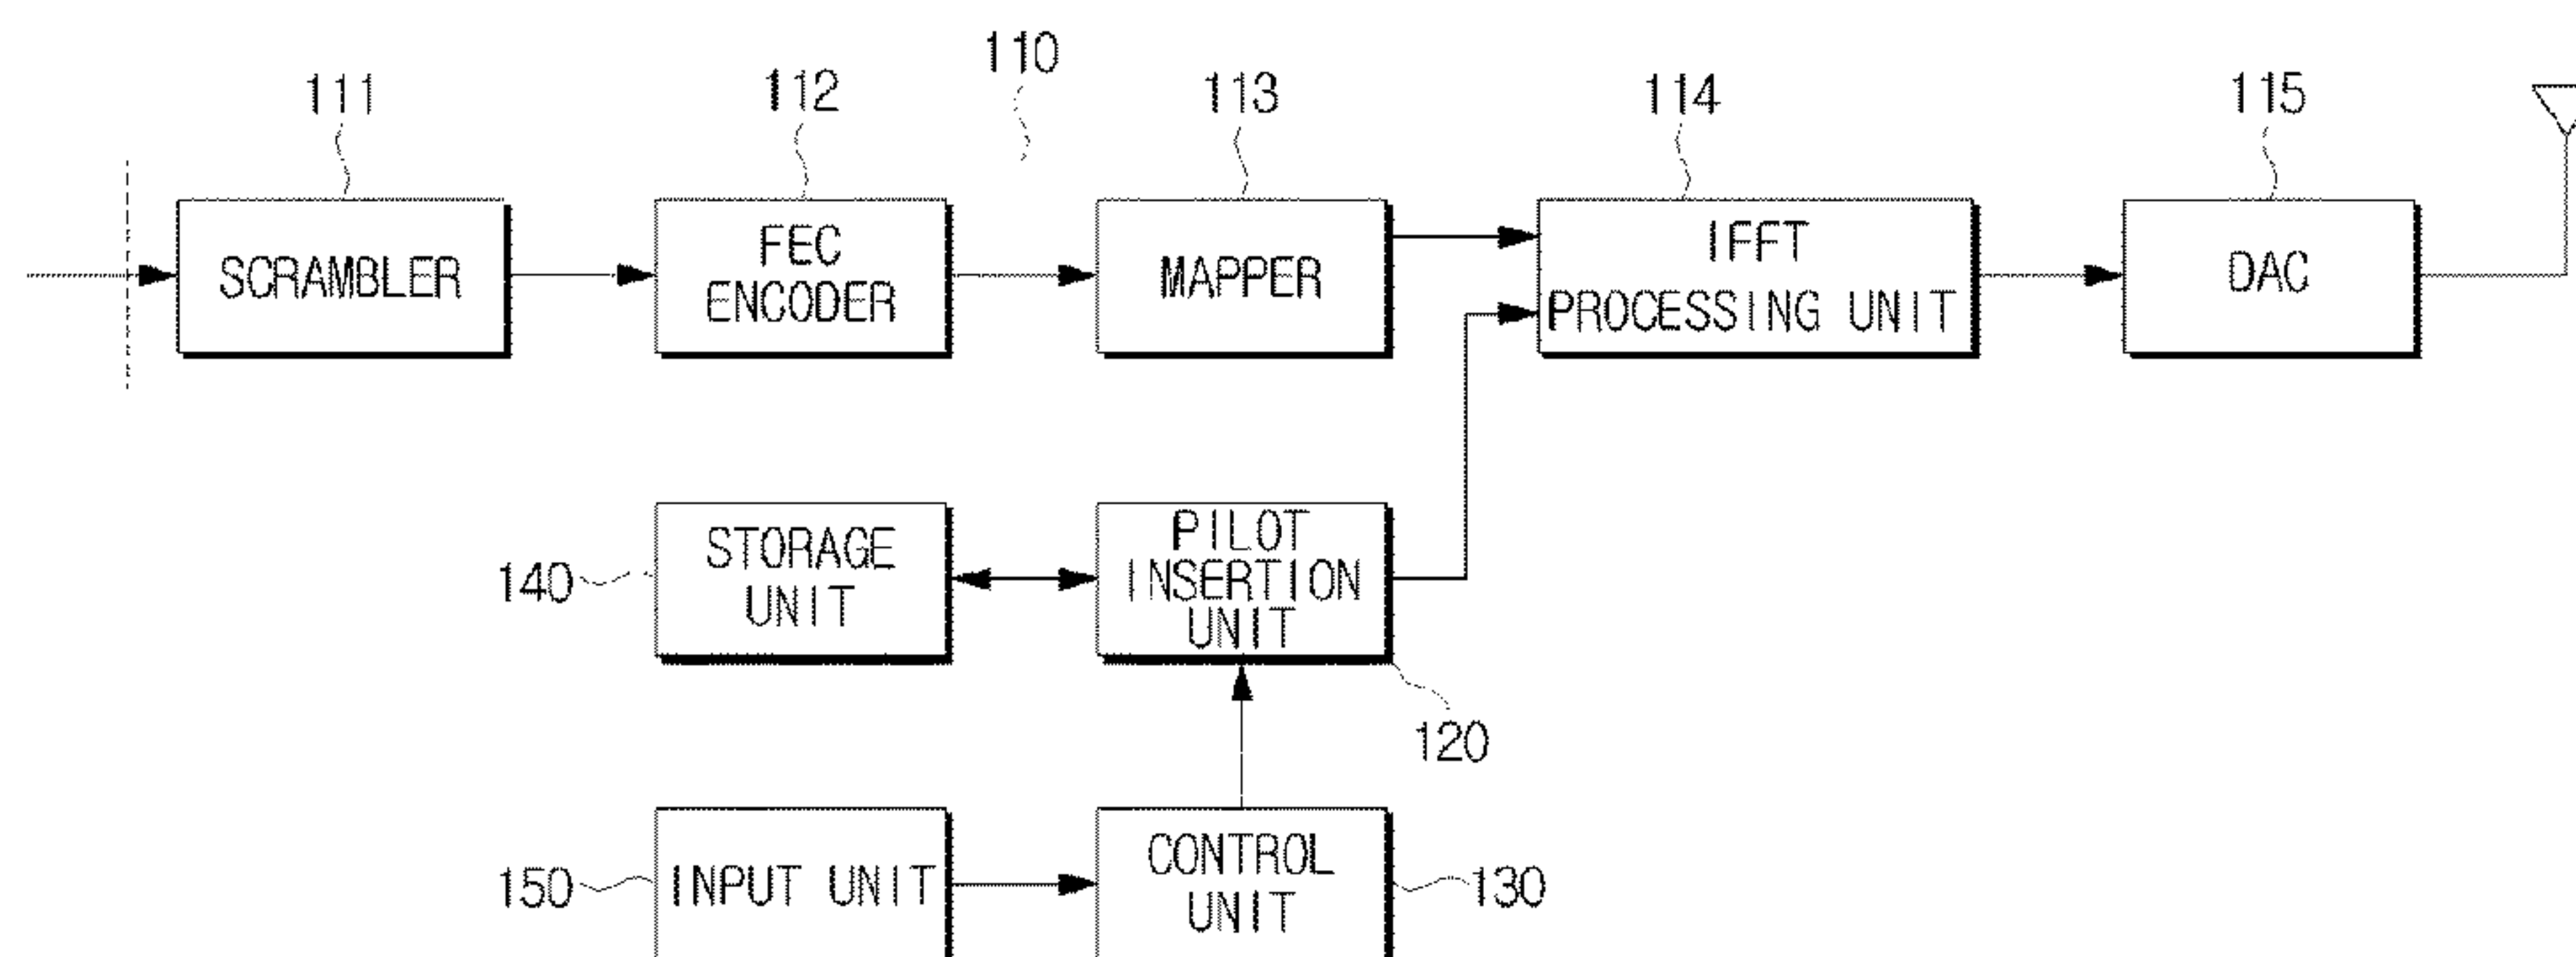 110
111
112
113
114
115
SCRAMBLER
FEC
ENCODER
MAPPER
IFFT
PROCESSING UNIT
DAC
140
STORAGE
UNIT
PILOT
INSERTION
UNIT
120
150
INPUT UNIT
CONTROL
UNIT
130